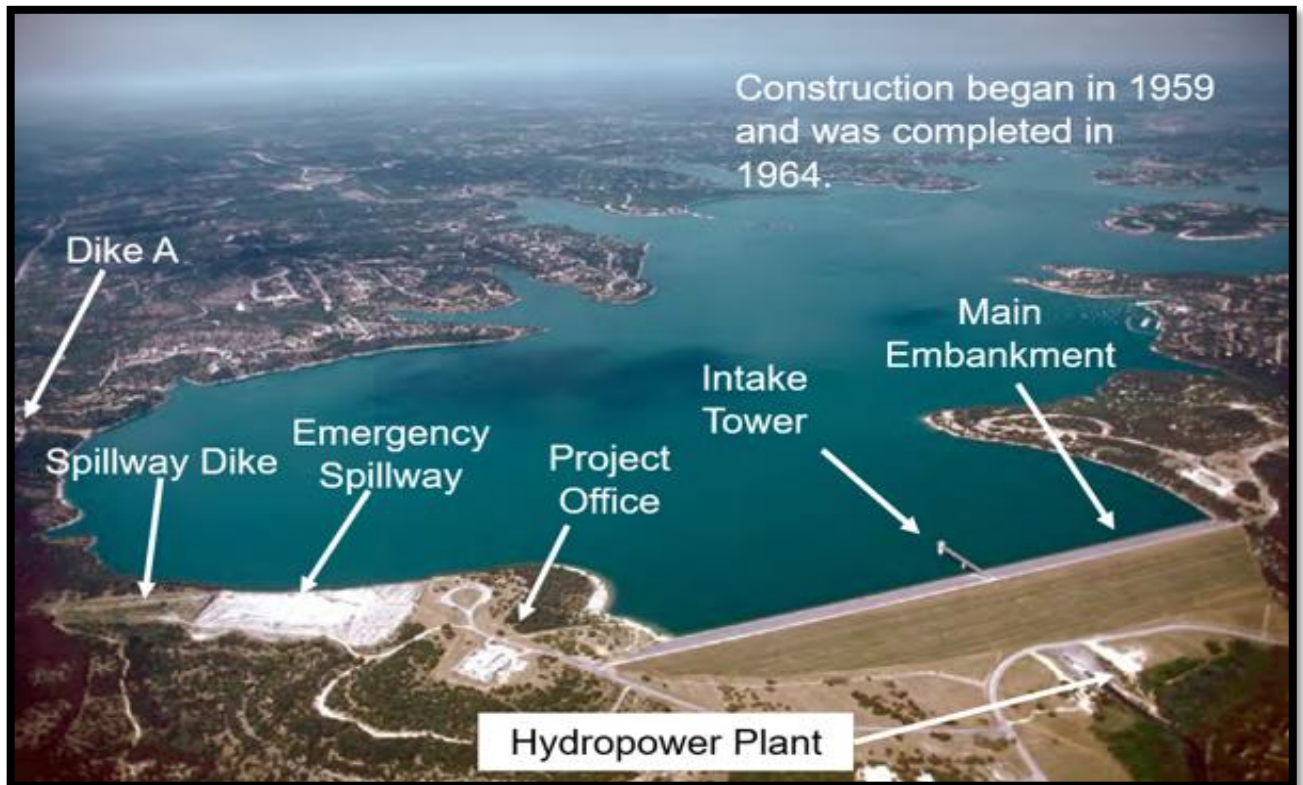 Construction began in 1959
and was completed in
1964.
Dike A
Main
Embankment
Intake
Tower
Emergency
Spillway
Spillway Dike
Project
Office
Hydropower Plant